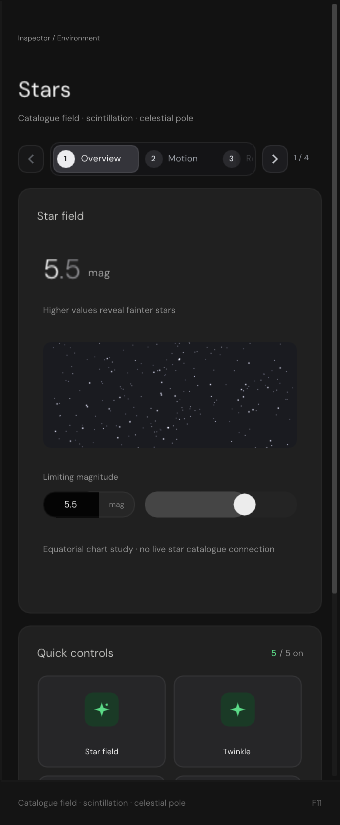 Inspector / Environment
Stars
Catalogue field · scintillation · celestial pole
1 Overview 2 Motion 3 1 / 4
Star field
5.5 mag
Higher values reveal fainter stars
Limiting magnitude
5.5 mag
Equatorial chart study · no live star catalogue connection
Quick controls 5 / 5 on
Star field Twinkle
Catalogue field · scintillation · celestial pole F11